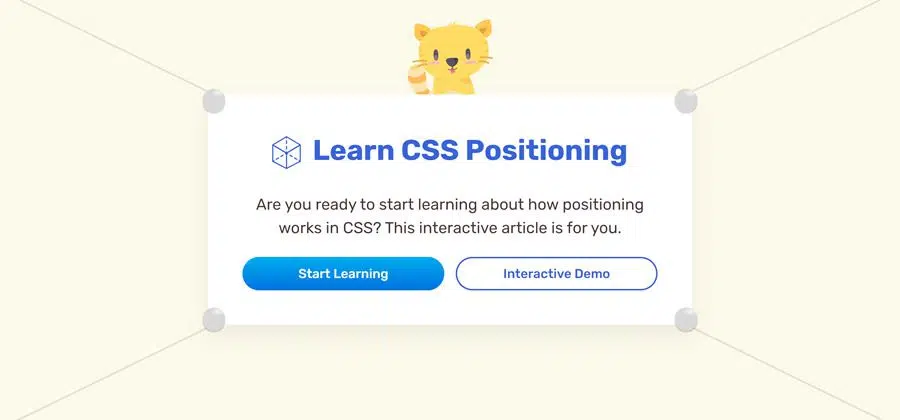 Learn CSS Positioning
Are you ready to start learning about how positioning
works in CSS? This interactive article is for you.
Start Learning
Interactive Demo